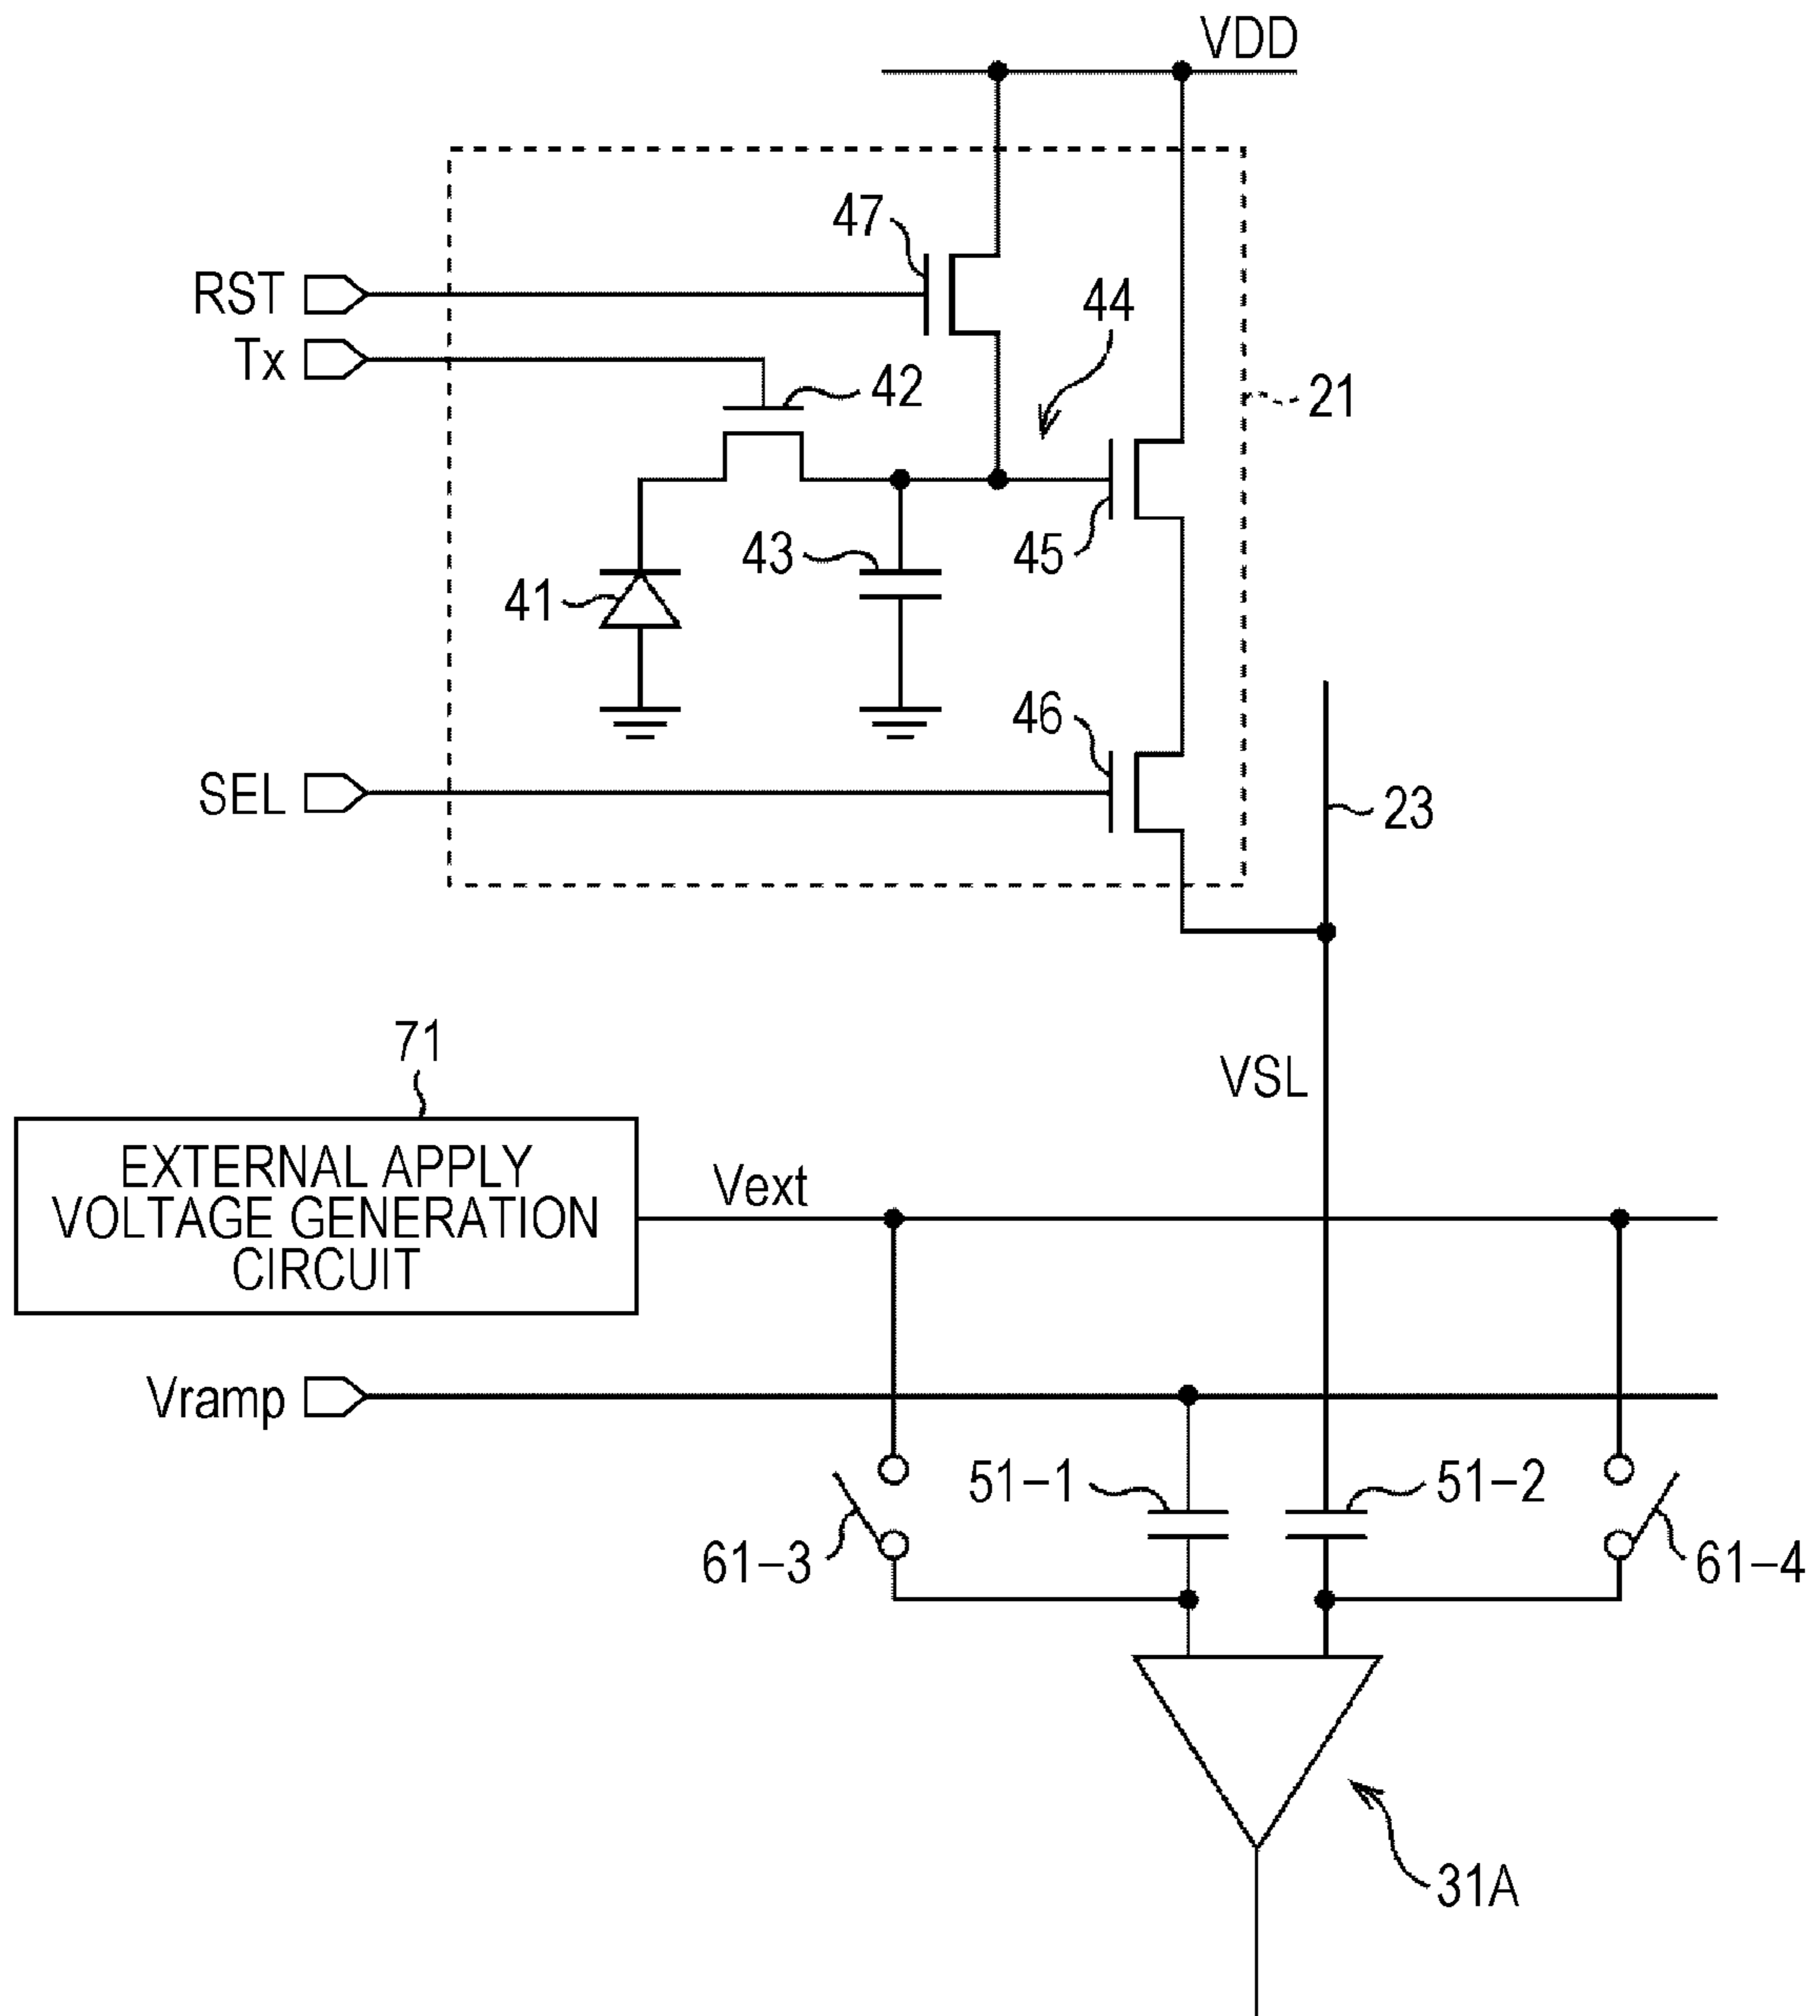 VDD
47
RST
44
Tx
42
21
43
45
41
46
SEL
23
71
VSL
EXTERNAL APPLY
VOLTAGE GENERATION
CIRCUIT
Vext
Vramp
51-1
51-2
61-3
61-4
31A